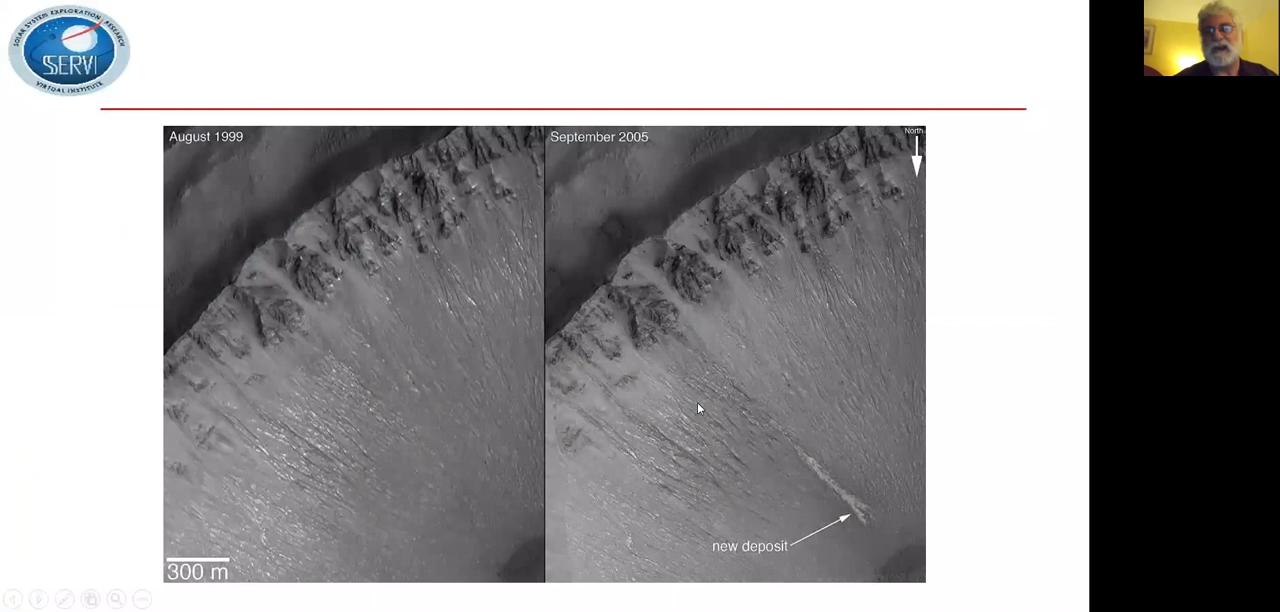 SOLAR SYSTEM EXPLORATION RESEARCH
SSERVI
VIRTUAL INSTITUTE
August 1999
September 2005
North
new deposit
300 m